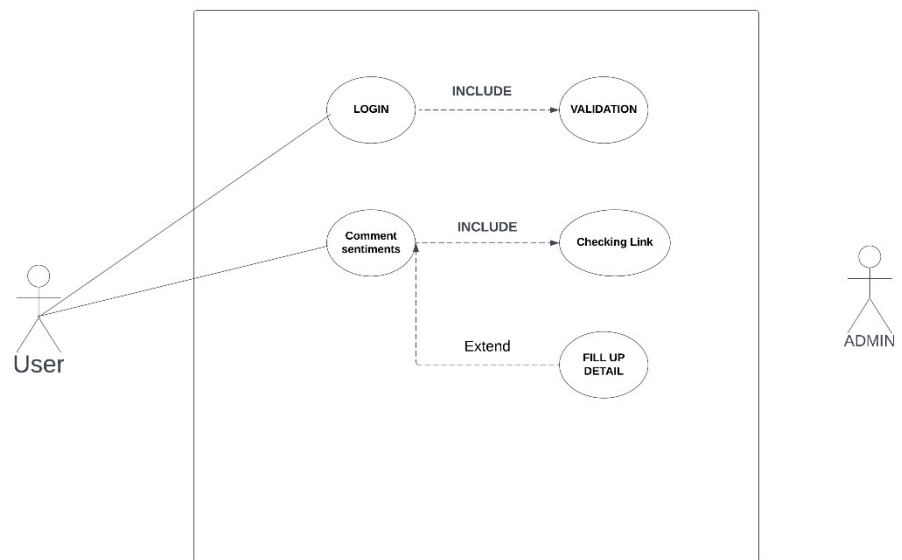 INCLUDE
LOGIN
VALIDATION
INCLUDE
Comment
sentiments
Checking Link
User
ADMIN
Extend
FILL UP
DETAIL